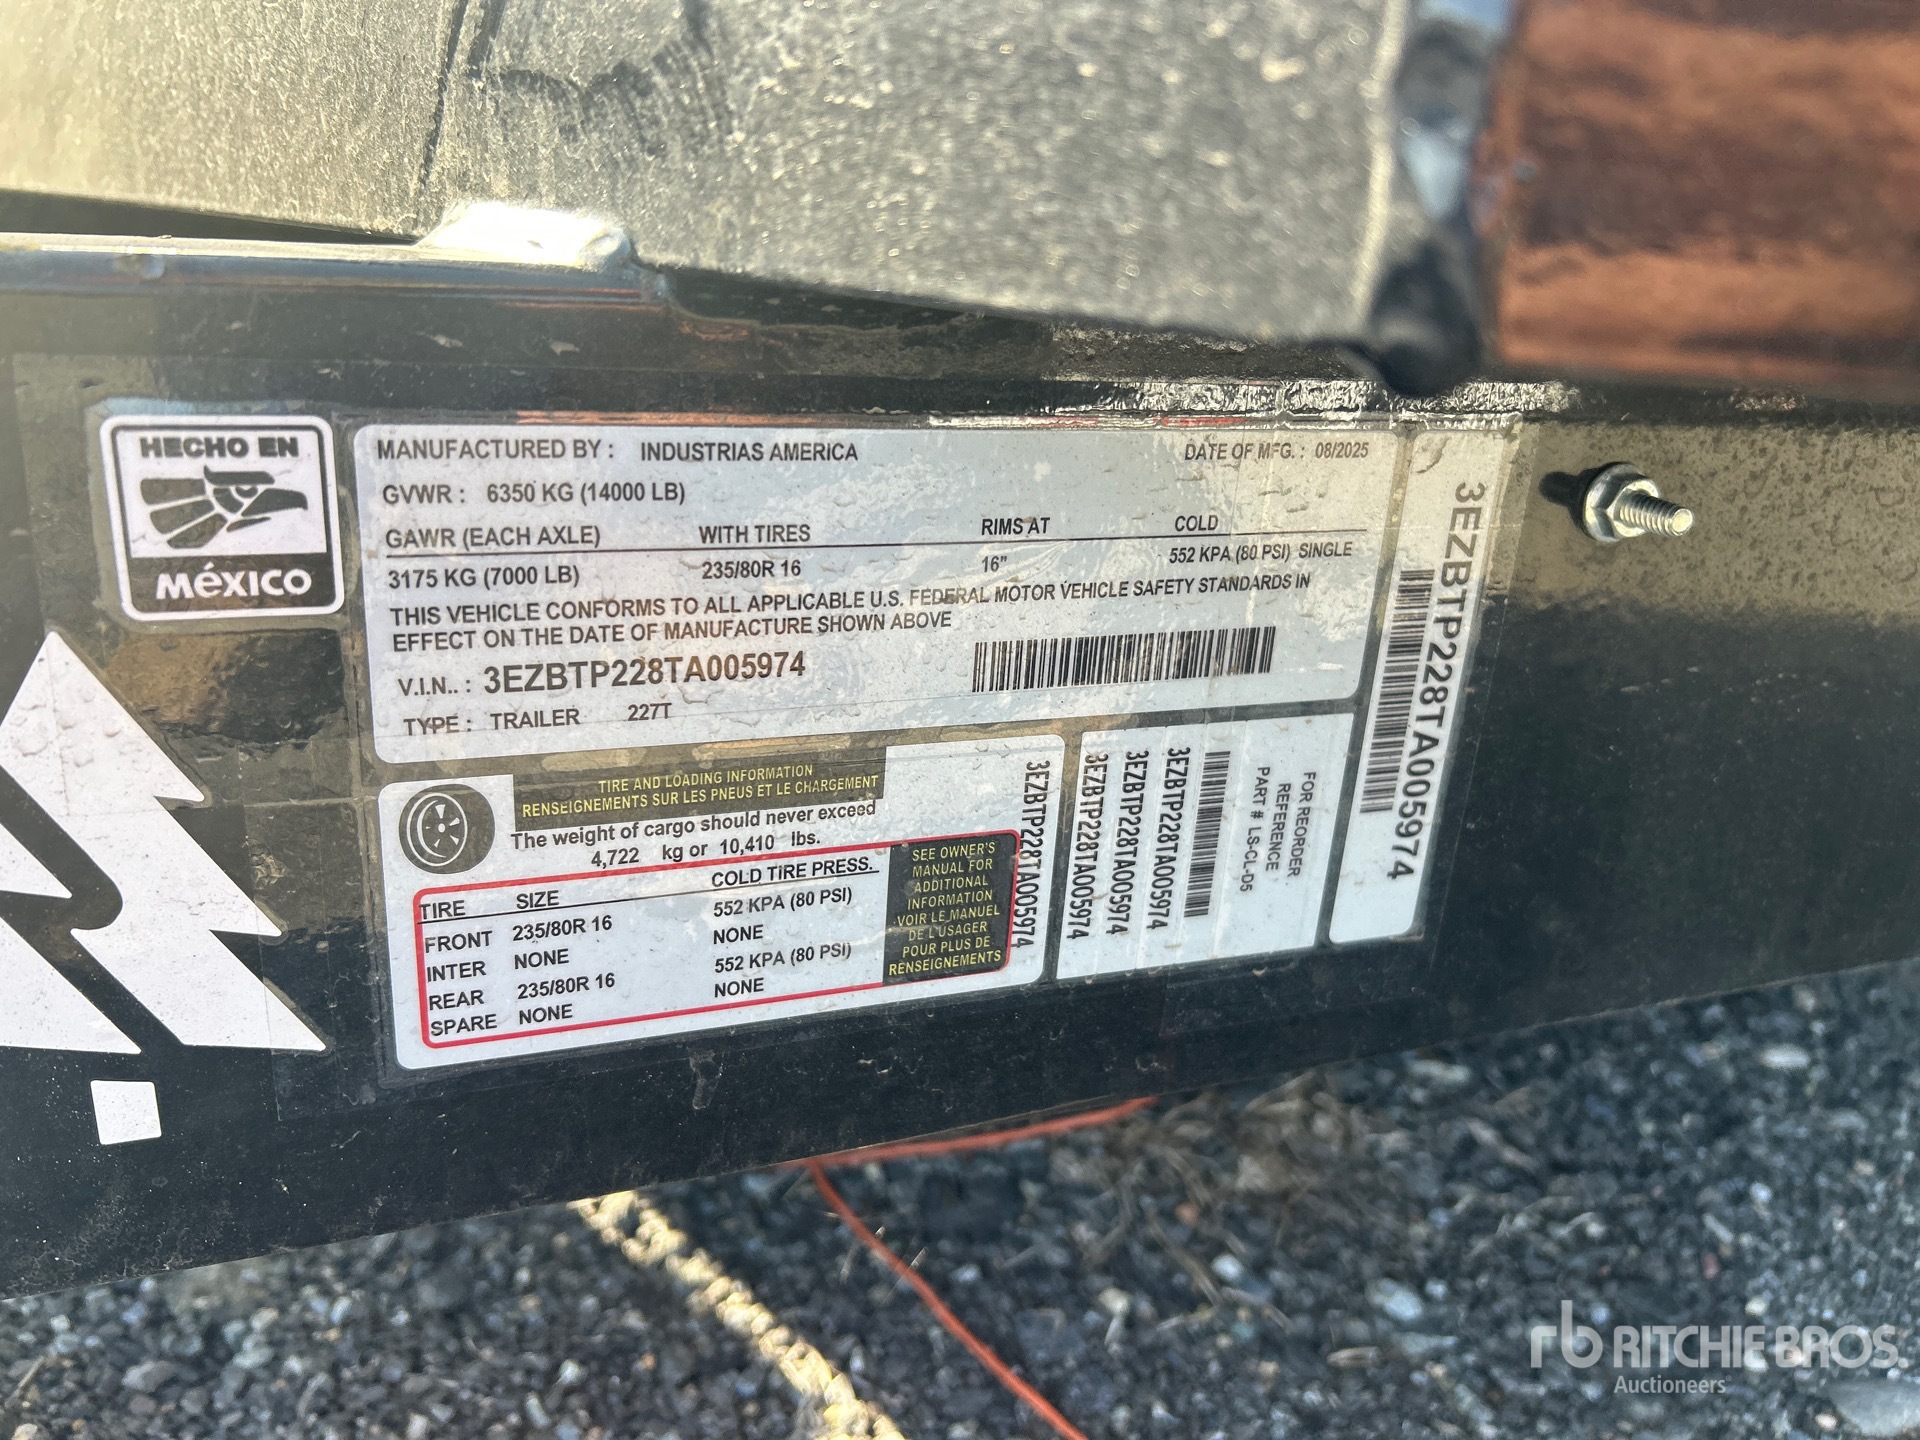 HECHO EN
MÉXICO
MANUFACTURED BY : INDUSTRIAS AMERICA DATE OF MFG. : 08/2025
GVWR : 6350 KG (14000 LB)
GAWR (EACH AXLE) WITH TIRES RIMS AT COLD
3175 KG (7000 LB) 235/80R 16 16" 552 KPA (80 PSI) SINGLE
THIS VEHICLE CONFORMS TO ALL APPLICABLE U.S. FEDERAL MOTOR VEHICLE SAFETY STANDARDS IN
EFFECT ON THE DATE OF MANUFACTURE SHOWN ABOVE
V.I.N.. : 3EZBTP228TA005974
TYPE : TRAILER 227T
TIRE AND LOADING INFORMATION
RENSEIGNEMENTS SUR LES PNEUS ET LE CHARGEMENT
The weight of cargo should never exceed
4,722 kg or 10,410 lbs.
TIRE SIZE COLD TIRE PRESS.
FRONT 235/80R 16 552 KPA (80 PSI)
INTER NONE NONE
REAR 235/80R 16 552 KPA (80 PSI)
SPARE NONE NONE
SEE OWNER'S
MANUAL FOR
ADDITIONAL
INFORMATION
VOIR LE MANUEL
DE L'USAGER
POUR PLUS DE
RENSEIGNEMENTS
3EZBTP228TA005974
3EZBTP228TA005974
3EZBTP228TA005974
3EZBTP228TA005974
FOR REORDER
REFERENCE
PART # LS-CL-D5
3EZBTP228TA005974
rb RITCHIE BROS.
Auctioneers